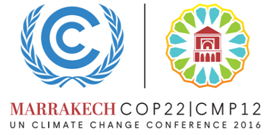 MARRAKECH COP22|CMP12
UN CLIMATE CHANGE CONFERENCE 2016